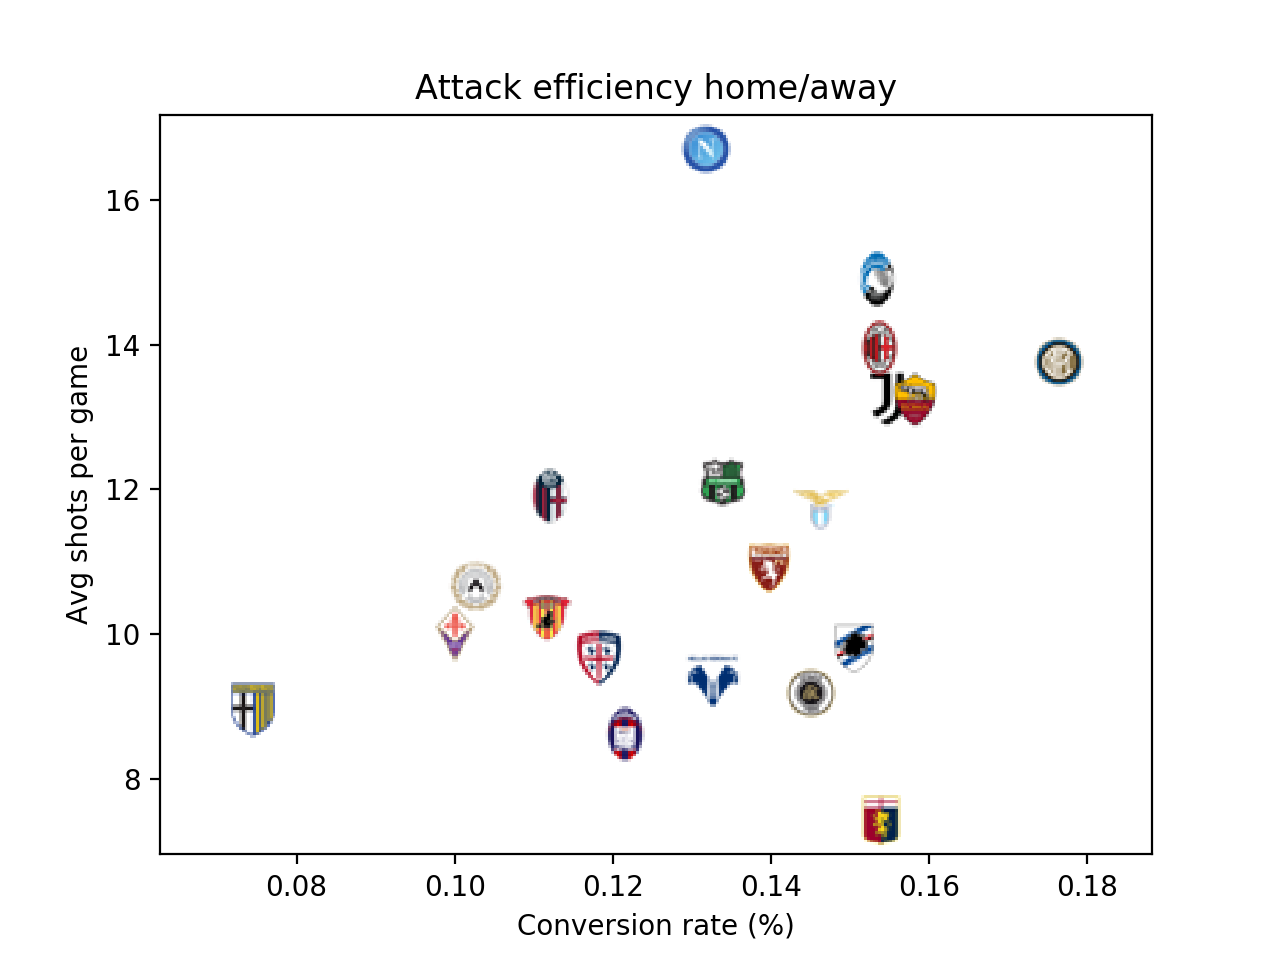 Attack efficiency home/away
16
14
12
10
8
Avg shots per game
0.08 0.10 0.12 0.14 0.16 0.18
Conversion rate (%)
N
TORINO